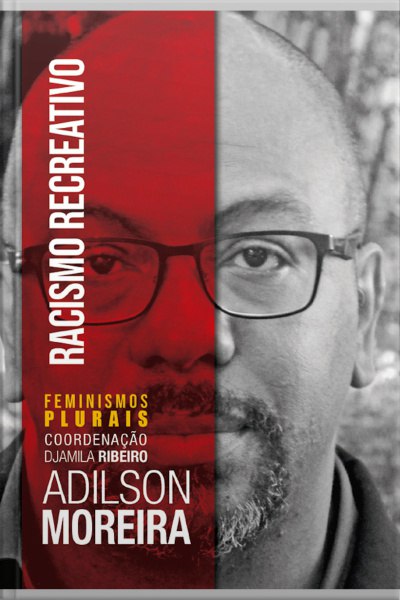 RACISMO RECREATIVO
FEMINISMOS
PLURAIS
COORDENAÇÃO
DJAMILA RIBEIRO
ADILSON
MOREIRA